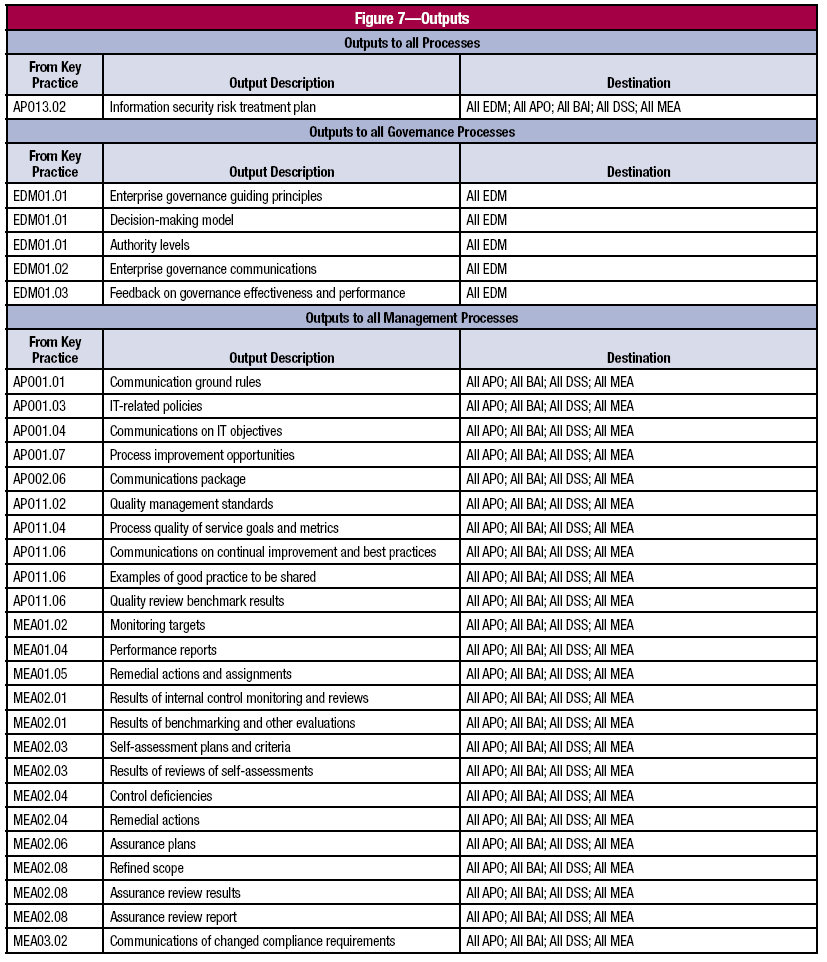 Figure 7—Outputs
Outputs to all Processes
From Key Practice Output Description Destination
APO13.02 Information security risk treatment plan All EDM; All APO; All BAI; All DSS; All MEA
Outputs to all Governance Processes
From Key Practice Output Description Destination
EDM01.01 Enterprise governance guiding principles All EDM
EDM01.01 Decision-making model All EDM
EDM01.01 Authority levels All EDM
EDM01.02 Enterprise governance communications All EDM
EDM01.03 Feedback on governance effectiveness and performance All EDM
Outputs to all Management Processes
From Key Practice Output Description Destination
APO01.01 Communication ground rules All APO; All BAI; All DSS; All MEA
APO01.03 IT-related policies All APO; All BAI; All DSS; All MEA
APO01.04 Communications on IT objectives All APO; All BAI; All DSS; All MEA
APO01.07 Process improvement opportunities All APO; All BAI; All DSS; All MEA
APO02.06 Communications package All APO; All BAI; All DSS; All MEA
APO11.02 Quality management standards All APO; All BAI; All DSS; All MEA
APO11.04 Process quality of service goals and metrics All APO; All BAI; All DSS; All MEA
APO11.06 Communications on continual improvement and best practices All APO; All BAI; All DSS; All MEA
APO11.06 Examples of good practice to be shared All APO; All BAI; All DSS; All MEA
APO11.06 Quality review benchmark results All APO; All BAI; All DSS; All MEA
MEA01.02 Monitoring targets All APO; All BAI; All DSS; All MEA
MEA01.04 Performance reports All APO; All BAI; All DSS; All MEA
MEA01.05 Remedial actions and assignments All APO; All BAI; All DSS; All MEA
MEA02.01 Results of internal control monitoring and reviews All APO; All BAI; All DSS; All MEA
MEA02.01 Results of benchmarking and other evaluations All APO; All BAI; All DSS; All MEA
MEA02.03 Self-assessment plans and criteria All APO; All BAI; All DSS; All MEA
MEA02.03 Results of reviews of self-assessments All APO; All BAI; All DSS; All MEA
MEA02.04 Control deficiencies All APO; All BAI; All DSS; All MEA
MEA02.04 Remedial actions All APO; All BAI; All DSS; All MEA
MEA02.06 Assurance plans All APO; All BAI; All DSS; All MEA
MEA02.08 Refined scope All APO; All BAI; All DSS; All MEA
MEA02.08 Assurance review results All APO; All BAI; All DSS; All MEA
MEA02.08 Assurance review report All APO; All BAI; All DSS; All MEA
MEA03.02 Communications of changed compliance requirements All APO; All BAI; All DSS; All MEA